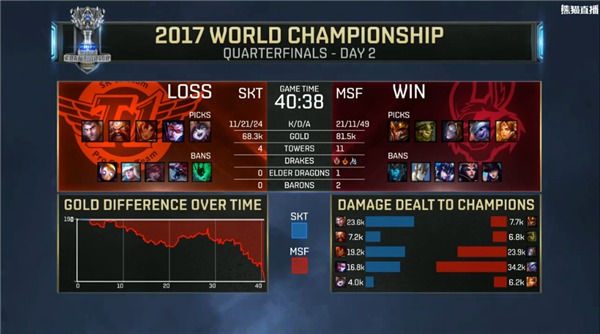 熊猫直播
2017 WORLD CHAMPIONSHIP
QUARTERFINALS - DAY 2
CHAMPIONSHIP
LOSS SKT GAME TIME MSF WIN
40:38
PICKS 11/21/24 K/D/A 21/11/49 PICKS
T1
68.3k GOLD 81.5k
4 TOWERS 11
BANS DRAKES BANS
0 ELDER DRAGONS 1
0 BARONS 2
GOLD DIFFERENCE OVER TIME
0 10 20 30 40
SKT
MSF
DAMAGE DEALT TO CHAMPIONS
23.6k 7.7k
7.2k 6.8k
19.2k 23.9k
16.8k 34.2k
4.0k 6.2k